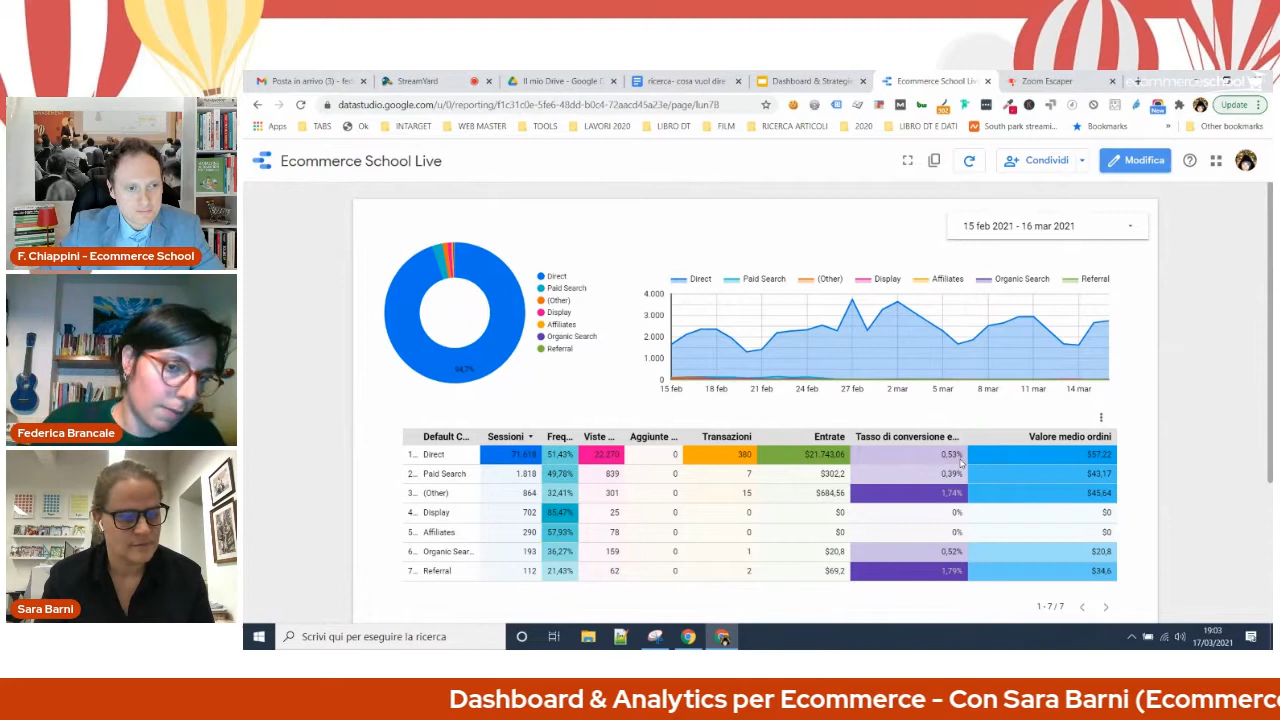 Posta in arrivo (3) - fed
StreamYard
Il mio Drive - Google D
ricerca- cosa vuol dire
Dashboard & Strategie
Ecommerce School Liv
Zoom Escaper
ecommerceschool
datastudio.google.com/u/0/reporting/f1c31c0e-5fe6-48dd-b0c4-72aacd45a23e/page/lun7B
New
Update
Apps
TABS
Ok
INTARGET
WEB MASTER
TOOLS
LAVORI 2020
LIBRO DT
FILM
RICERCA ARTICOLI
2020
LIBRO DT E DATI
South park streami...
Bookmarks
»
Other bookmarks
Ecommerce School Live
Condividi
Modifica
15 feb 2021 - 16 mar 2021
94,7%
Direct
Paid Search
(Other)
Display
Affiliates
Organic Search
Referral
Direct Paid Search (Other) Display Affiliates Organic Search Referral
4.000
3.000
2.000
1.000
0
15 feb 18 feb 21 feb 24 feb 27 feb 2 mar 5 mar 8 mar 11 mar 14 mar
Default C... Sessioni Freq... Viste ... Aggiunte ... Transazioni Entrate Tasso di conversione e... Valore medio ordini
1... Direct 71.618 51,43% 22.270 0 380 $21.743,06 0,53% $57,22
2... Paid Search 1.818 49,78% 839 0 7 $302,2 0,39% $43,17
3... (Other) 864 32,41% 301 0 15 $684,56 1,74% $45,64
4... Display 702 85,47% 25 0 0 $0 0% $0
5... Affiliates 290 57,93% 78 0 0 $0 0% $0
6... Organic Sear... 193 36,27% 159 0 1 $20,8 0,52% $20,8
7... Referral 112 21,43% 62 0 2 $69,2 1,79% $34,6
1 - 7 / 7
F. Chiappini - Ecommerce School
Federica Brancale
Sara Barni
Scrivi qui per eseguire la ricerca
19:03
17/03/2021
Dashboard & Analytics per Ecommerce - Con Sara Barni (Ecommerc